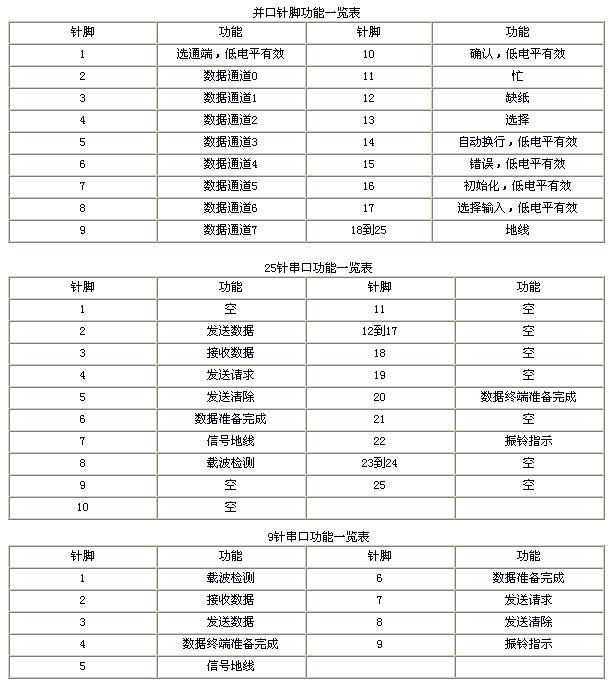 并口针脚功能一览表
针脚 功能 针脚 功能
1 选通端，低电平有效 10 确认，低电平有效
2 数据通道0 11 忙
3 数据通道1 12 缺纸
4 数据通道2 13 选择
5 数据通道3 14 自动换行，低电平有效
6 数据通道4 15 错误，低电平有效
7 数据通道5 16 初始化，低电平有效
8 数据通道6 17 选择输入，低电平有效
9 数据通道7 18到25 地线
25针串口功能一览表
针脚 功能 针脚 功能
1 空 11 空
2 发送数据 12到17 空
3 接收数据 18 空
4 发送请求 19 空
5 发送清除 20 数据终端准备完成
6 数据准备完成 21 空
7 信号地线 22 振铃指示
8 载波检测 23到24 空
9 空 25 空
10 空
9针串口功能一览表
针脚 功能 针脚 功能
1 载波检测 6 数据准备完成
2 接收数据 7 发送请求
3 发送数据 8 发送清除
4 数据终端准备完成 9 振铃指示
5 信号地线